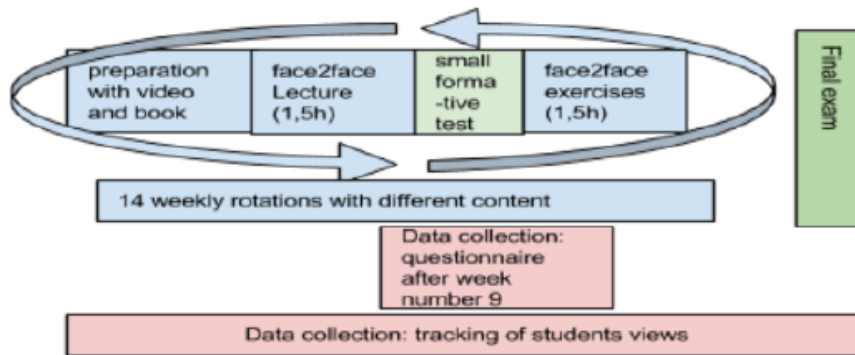 preparation
with video
and book
face2face
Lecture
(1,5h)
small
forma
-tive
test
face2face
exercises
(1,5h)
Final exam
14 weekly rotations with different content
Data collection:
questionnaire
after week
number 9
Data collection: tracking of students views